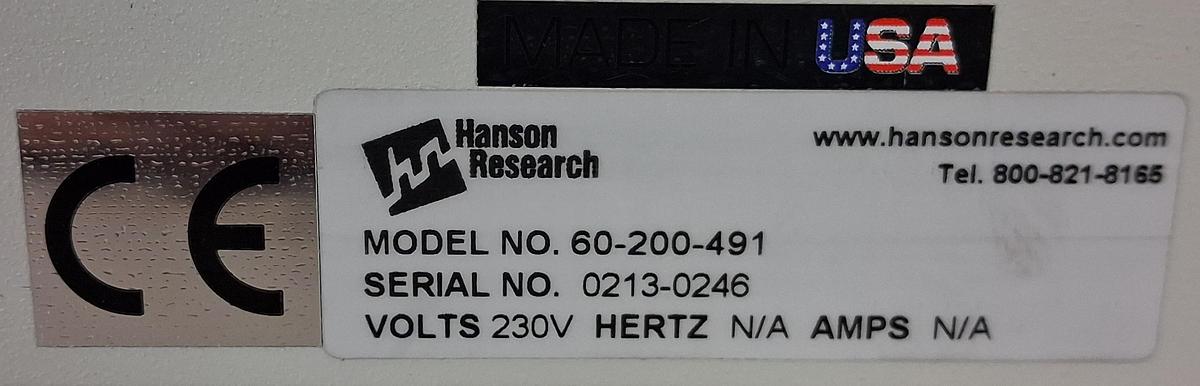 MADE IN USA
CE
Hanson
Research
www.hansonresearch.com
Tel. 800-821-8165
MODEL NO. 60-200-491
SERIAL NO. 0213-0246
VOLTS 230V HERTZ N/A AMPS N/A